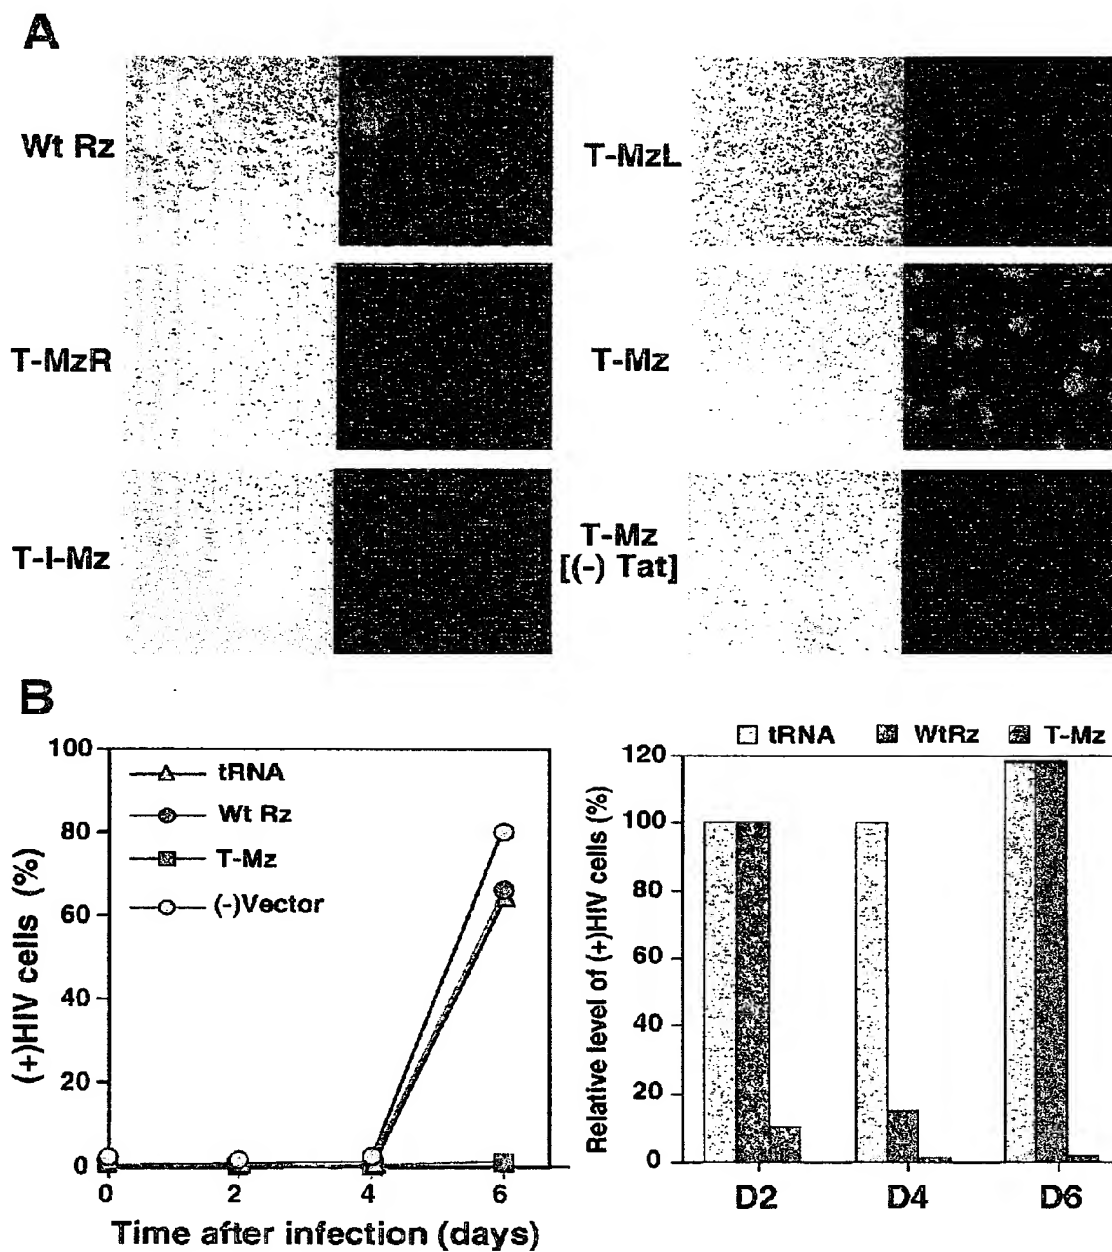 A
Wt Rz
T-MzL
T-MzR
T-Mz
T-I-Mz
T-Mz
[(-) Tat]
B
100
80
60
40
20
0
(+)HIV cells (%)
tRNA
Wt Rz
T-Mz
(-)Vector
0 2 4 6
Time after infection (days)
tRNA WtRz T-Mz
120
100
80
60
40
20
0
Relative level of (+)HIV cells (%)
D2 D4 D6